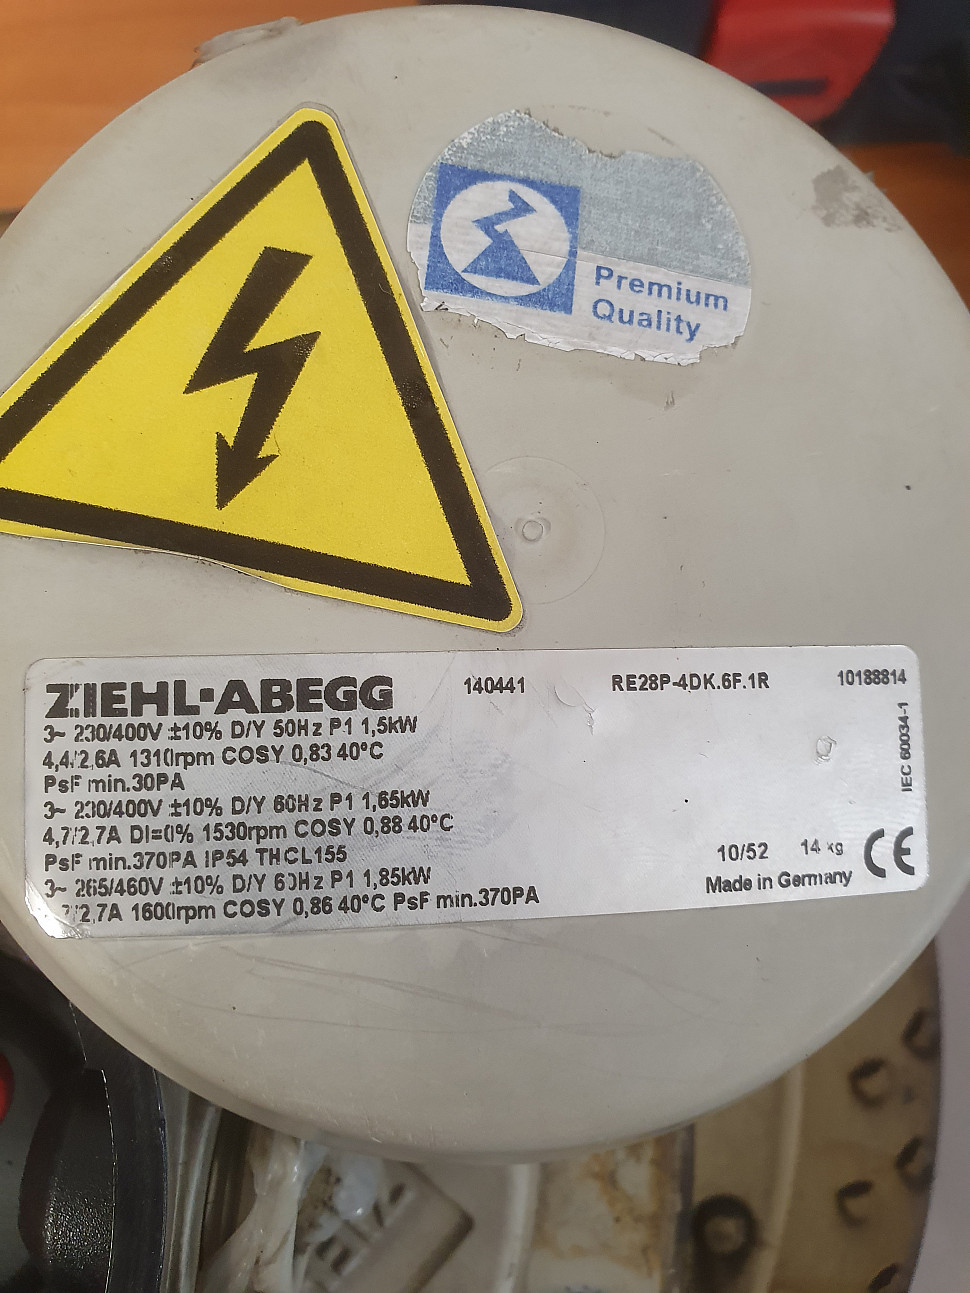 Premium
Quality
ZIEHL-ABEGG 140441 RE28P-4DK.6F.1R 10188814
3~ 230/400V ±10% D/Y 50Hz P1 1,5kW
4,4/2,6A 1310rpm COSY 0,83 40°C
PsF min.30PA
3~ 230/400V ±10% D/Y 60Hz P1 1,65kW
4,7/2,7A DI=0% 1530rpm COSY 0,88 40°C
PsF min.370PA IP54 THCL155
3~ 265/460V ±10% D/Y 60Hz P1 1,85kW
/2,7A 1600rpm COSY 0,86 40°C PsF min.370PA
IEC 60034-1
10/52 14 kg CE
Made in Germany